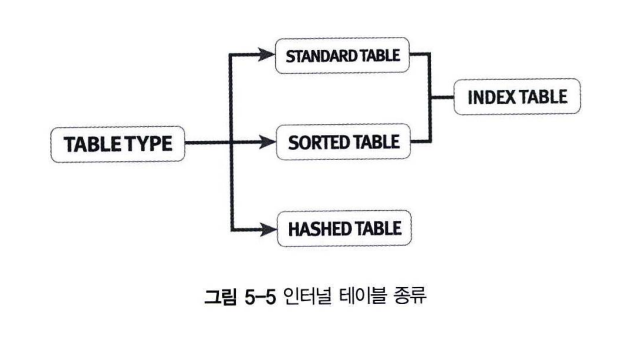 STANDARD TABLE
INDEX TABLE
TABLE TYPE
SORTED TABLE
HASHED TABLE
그림 5-5 인터널 테이블 종류